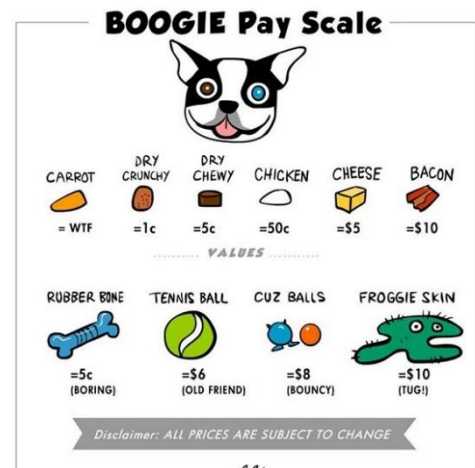 BOOGIE Pay Scale
CARROT
DRY CRUNCHY
DRY CHEWY
CHICKEN
CHEESE
BACON
= WTF
=1c
=5c
=50c
=$5
=$10
VALUES
RUBBER BONE
TENNIS BALL
CUZ BALLS
FROGGIE SKIN
=5c
=$6
=$8
=$10
(BORING)
(OLD FRIEND)
(BOUNCY)
(TUG!)
Disclaimer: ALL PRICES ARE SUBJECT TO CHANGE